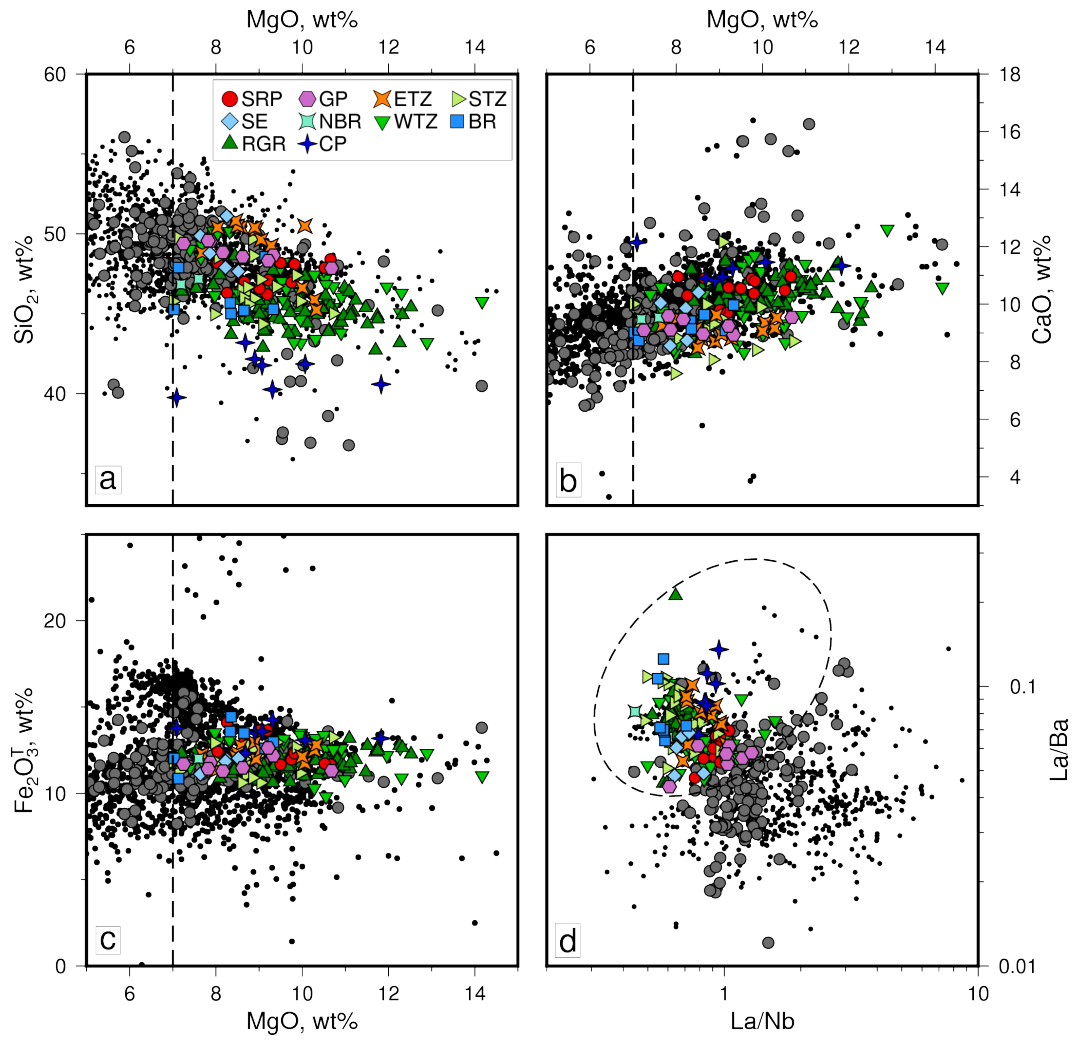 MgO, wt% MgO, wt%
6 8 10 12 14 6 8 10 12 14
60 50 40
SiO₂, wt%
SRP GP ETZ STZ
SE NBR WTZ BR
RGR CP
a
18 16 14 12 10 8 6 4
CaO, wt%
b
20 10 0
Fe₂O₃ᵀ, wt%
c
6 8 10 12 14
MgO, wt%
d
0.1 0.01
La/Ba
1 10
La/Nb